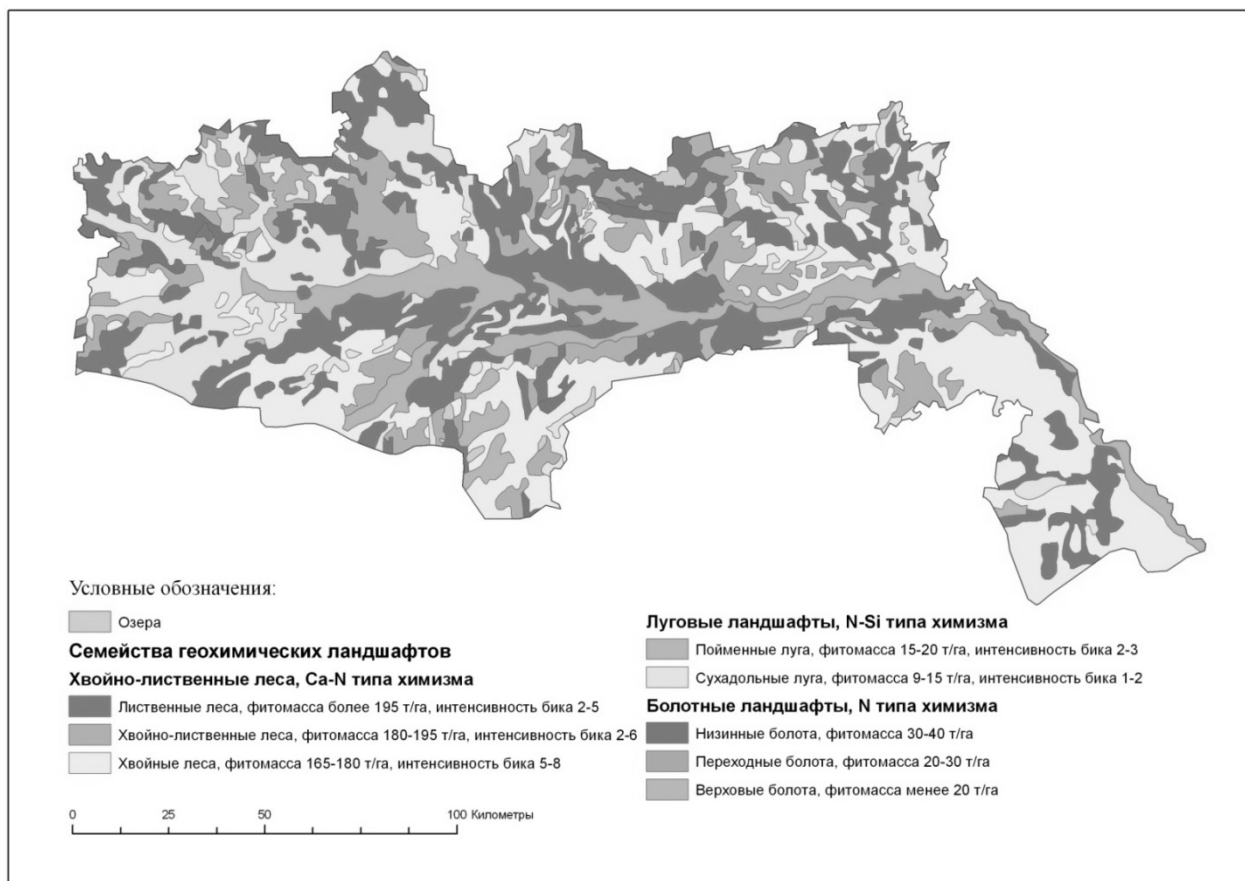 Условные обозначения:
Озера
Семейства геохимических ландшафтов
Хвойно-лиственные леса, Ca-N типа химизма
Лиственные леса, фитомасса более 195 т/га, интенсивность бика 2-5
Хвойно-лиственные леса, фитомасса 180-195 т/га, интенсивность бика 2-6
Хвойные леса, фитомасса 165-180 т/га, интенсивность бика 5-8
0 25 50 100 Километры
Луговые ландшафты, N-Si типа химизма
Пойменные луга, фитомасса 15-20 т/га, интенсивность бика 2-3
Сухадольные луга, фитомасса 9-15 т/га, интенсивность бика 1-2
Болотные ландшафты, N типа химизма
Низинные болота, фитомасса 30-40 т/га
Переходные болота, фитомасса 20-30 т/га
Верховые болота, фитомасса менее 20 т/га